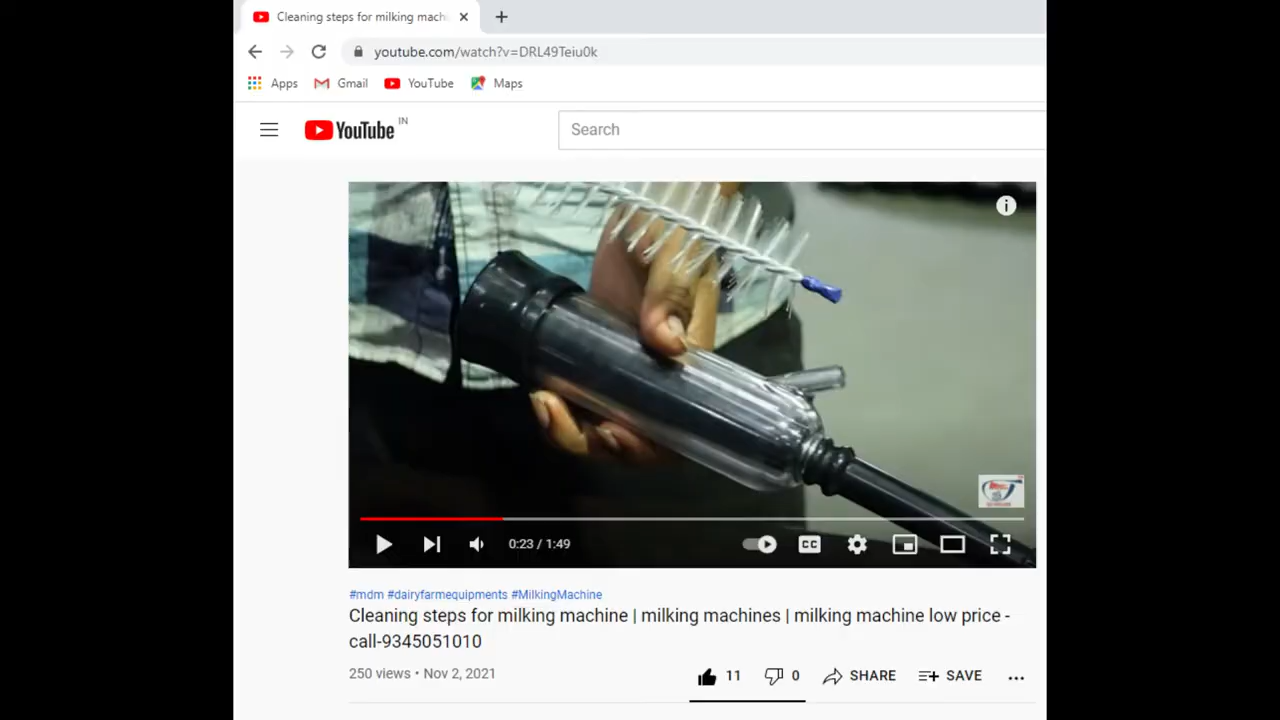 Cleaning steps for milking mach
youtube.com/watch?v=DRL49Teiu0k
Apps Gmail YouTube Maps
YouTube IN
Search
0:23 / 1:49
CC
#mdm #dairyfarmequipments #MilkingMachine
Cleaning steps for milking machine | milking machines | milking machine low price -
call-9345051010
250 views • Nov 2, 2021
11 0 SHARE SAVE